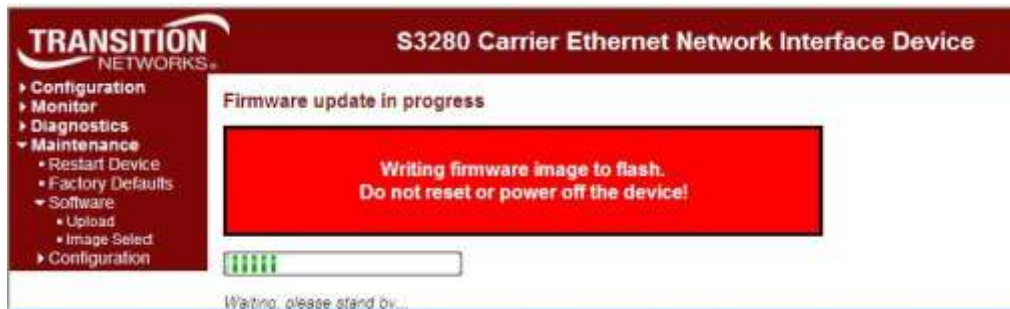 TRANSITION
NETWORKS®
S3280 Carrier Ethernet Network Interface Device
Configuration
Monitor
Diagnostics
Maintenance
Restart Device
Factory Defaults
Software
Upload
Image Select
Configuration
Firmware update in progress
Writing firmware image to flash.
Do not reset or power off the device!
Waiting, please stand by...